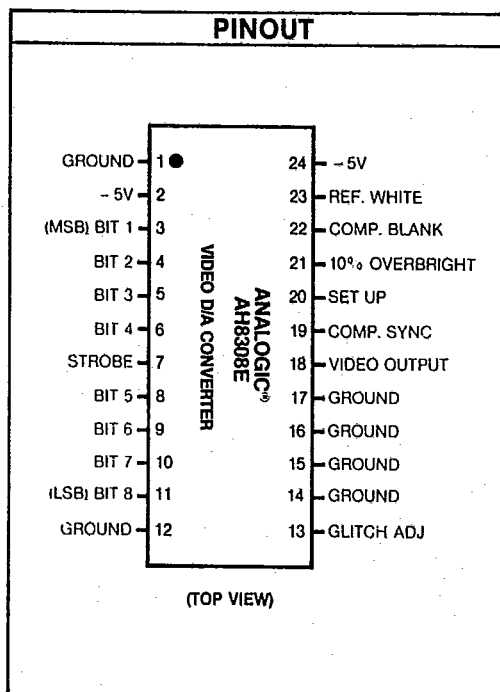 PINOUT
GROUND 1 24 – 5V
– 5V 2 23 REF. WHITE
(MSB) BIT 1 3 22 COMP. BLANK
BIT 2 4 21 10% OVERBRIGHT
BIT 3 5 20 SET UP
BIT 4 6 19 COMP. SYNC
STROBE 7 18 VIDEO OUTPUT
BIT 5 8 17 GROUND
BIT 6 9 16 GROUND
BIT 7 10 15 GROUND
(LSB) BIT 8 11 14 GROUND
GROUND 12 13 GLITCH ADJ
ANALOGIC®
AH8308E
VIDEO D/A CONVERTER
(TOP VIEW)